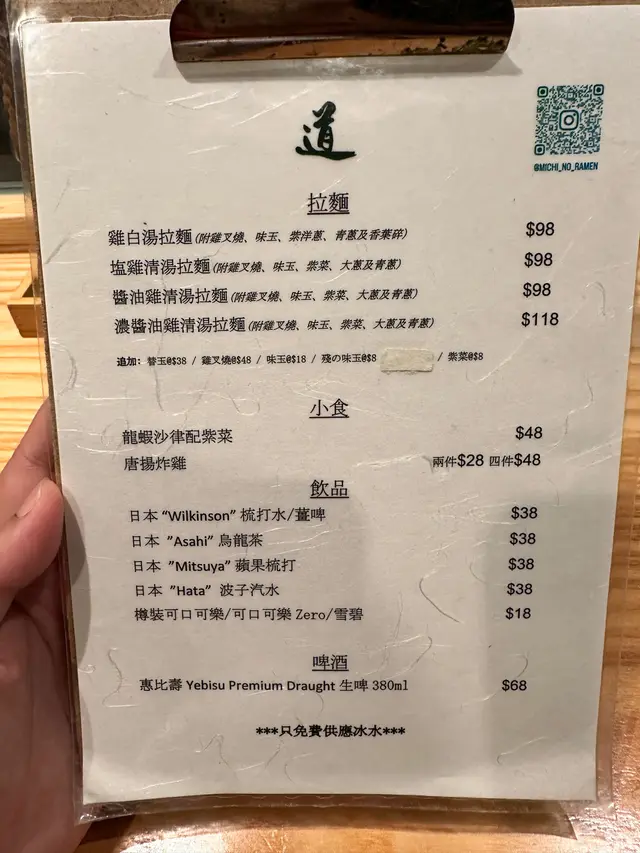 道
@MICHI_NO_RAMEN
拉麵
雞白湯拉麵(附雞叉燒、味玉、紫洋蔥、青蔥及香葉碎) $98
塩雞清湯拉麵(附雞叉燒、味玉、紫菜、大蔥及青蔥) $98
醬油雞清湯拉麵(附雞叉燒、味玉、紫菜、大蔥及青蔥) $98
濃醬油雞清湯拉麵(附雞叉燒、味玉、紫菜、大蔥及青蔥) $118
追加: 替玉@$38 / 雞叉燒@$48 / 味玉@$18 / 殘の味玉@$8 / 紫菜@$8
小食
龍蝦沙律配紫菜 $48
唐揚炸雞 兩件$28 四件$48
飲品
日本 “Wilkinson” 梳打水/薑啤 $38
日本 “Asahi” 烏龍茶 $38
日本 “Mitsuya” 蘋果梳打 $38
日本 “Hata” 波子汽水 $38
樽裝可口可樂/可口可樂 Zero/雪碧 $18
啤酒
惠比壽 Yebisu Premium Draught 生啤 380ml $68
***只免費供應冰水***